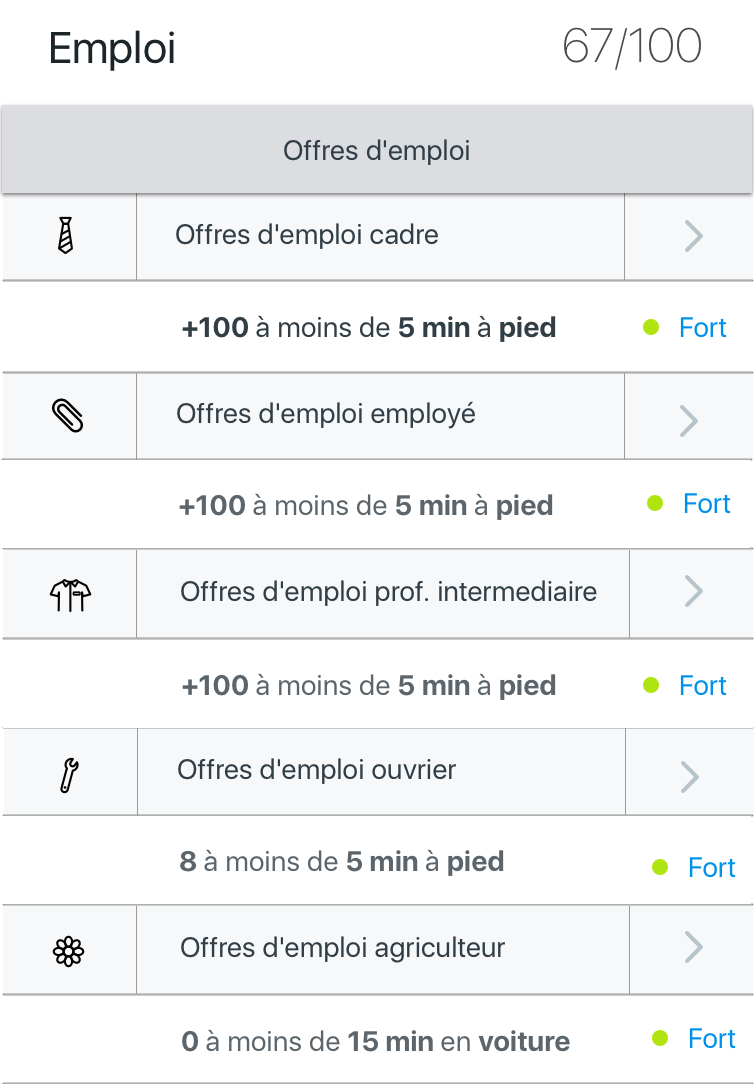 Emploi 67/100
Offres d'emploi
Offres d'emploi cadre
+100 à moins de 5 min à pied Fort
Offres d'emploi employé
+100 à moins de 5 min à pied Fort
Offres d'emploi prof. intermediaire
+100 à moins de 5 min à pied Fort
Offres d'emploi ouvrier
8 à moins de 5 min à pied Fort
Offres d'emploi agriculteur
0 à moins de 15 min en voiture Fort